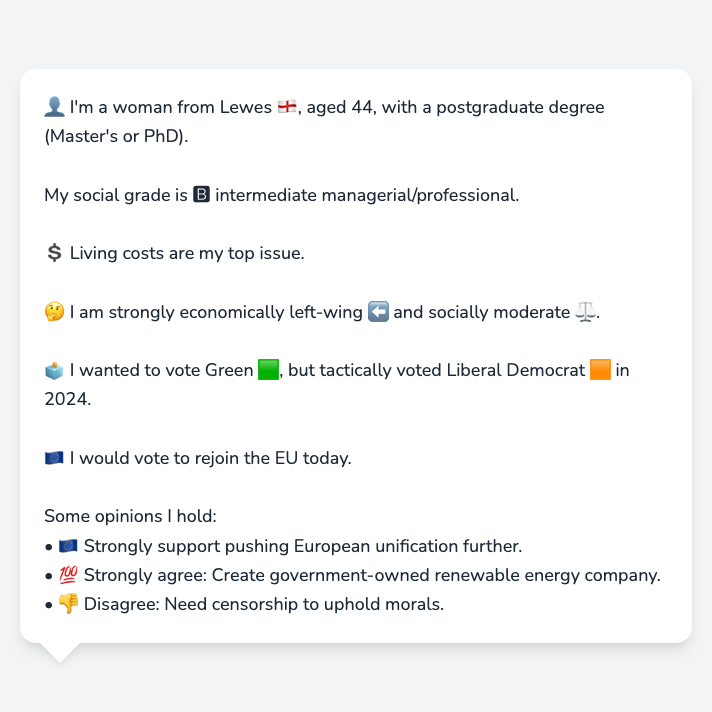 👤 I'm a woman from Lewes 🏴󠁧󠁢󠁥󠁮󠁧󠁿, aged 44, with a postgraduate degree
(Master's or PhD).
My social grade is 🅱 intermediate managerial/professional.
💲 Living costs are my top issue.
🤔 I am strongly economically left-wing ⬅️ and socially moderate ⚖️.
🗳️ I wanted to vote Green 🟩, but tactically voted Liberal Democrat 🟧 in
2024.
🇪🇺 I would vote to rejoin the EU today.
Some opinions I hold:
• 🇪🇺 Strongly support pushing European unification further.
• 💯 Strongly agree: Create government-owned renewable energy company.
• 👎 Disagree: Need censorship to uphold morals.